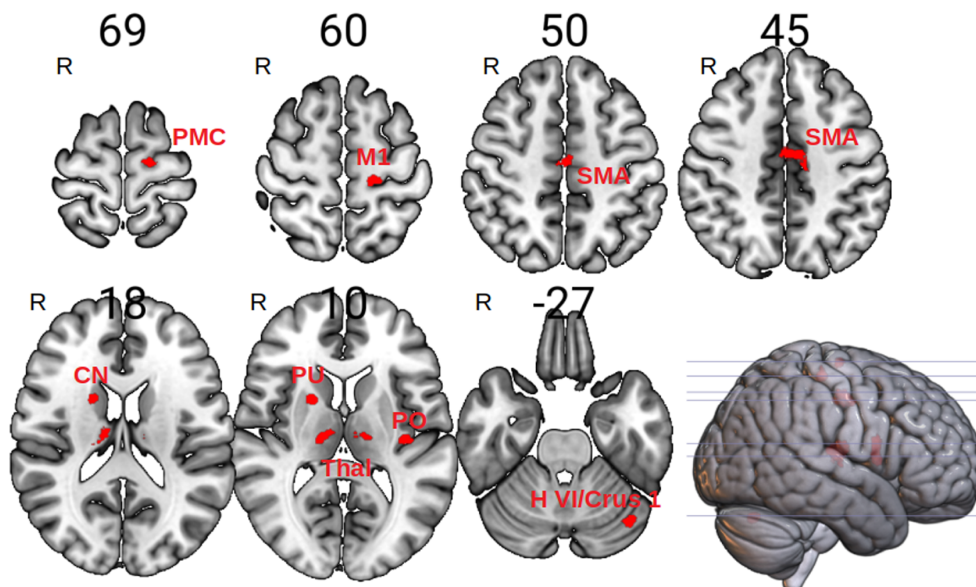 69
60
50
45
R
R
R
R
PMC
M1
SMA
SMA
18
10
-27
R
R
R
CN
PU
PO
Thal
H VI/Crus 1